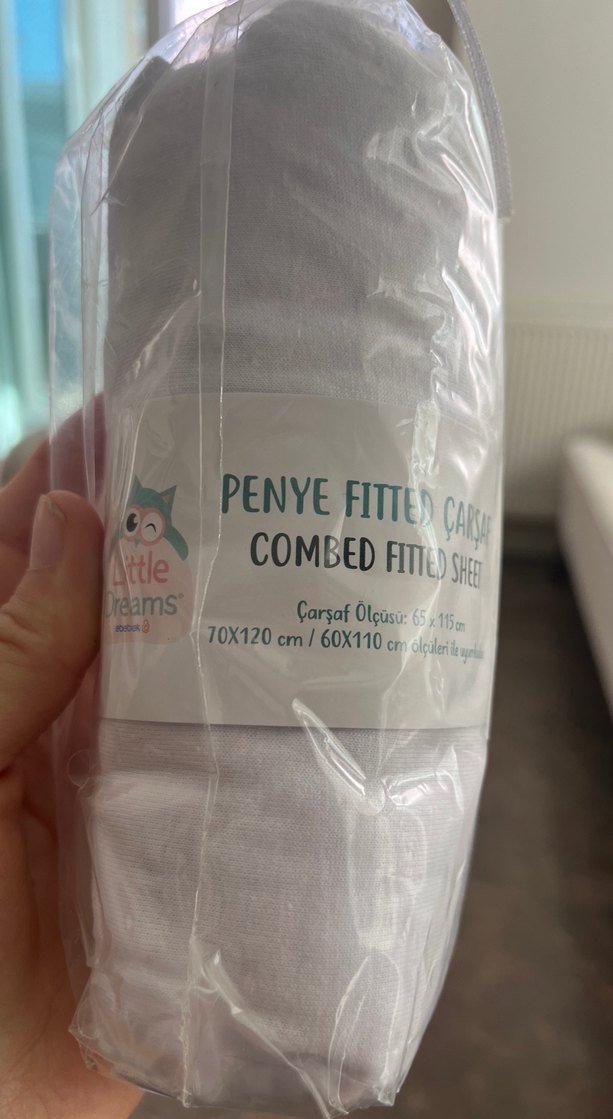 PENYE FITTED ÇARŞAF
COMBED FITTED SHEET
Little
Dreams®
ebebek
Çarşaf Ölçüsü: 65 x 115 cm
70X120 cm / 60X110 cm ölçüleri ile